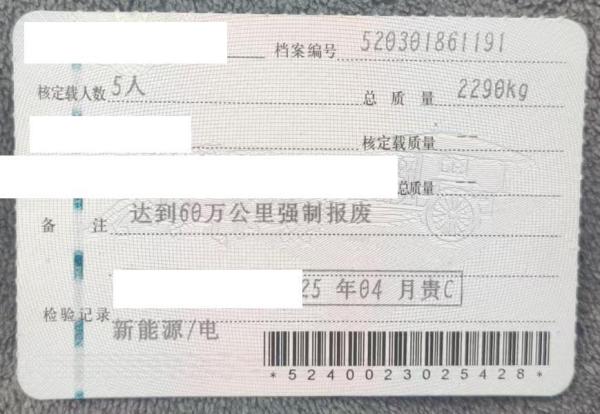 档案编号 520301861191
核定载人数 5人 总质量 2290kg
核定载质量 --
总质量 --
备注 达到60万公里强制报废
25 年04 月贵C
检验记录
新能源/电
*5240023025428*